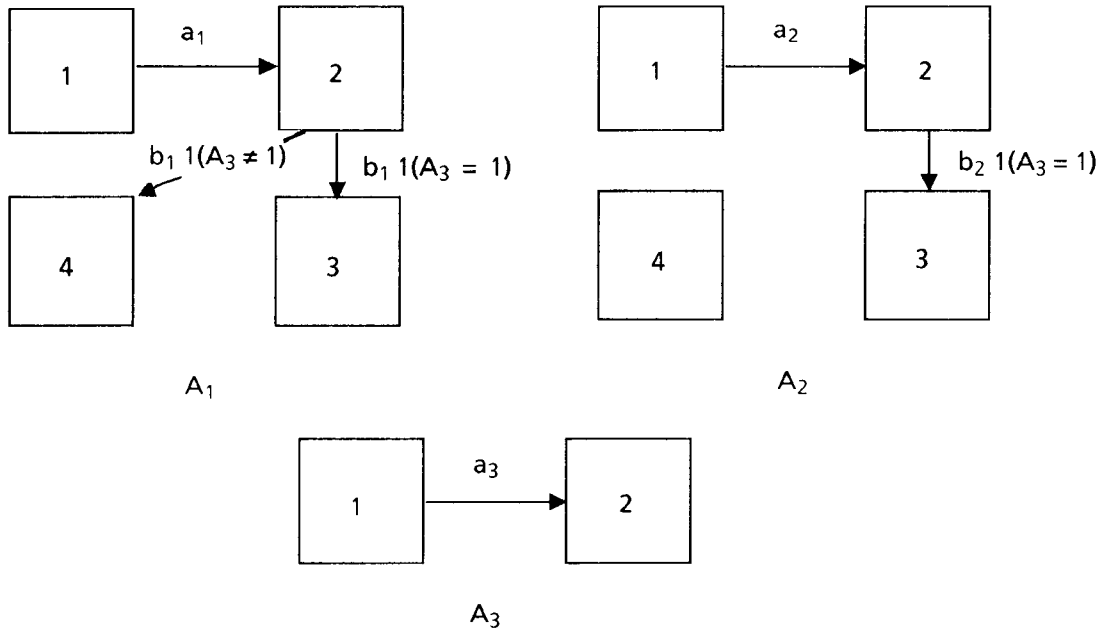 a₁
1
2
b₁ 1(A₃ ≠ 1)
b₁ 1(A₃ = 1)
4
3
A₁
a₂
1
2
b₂ 1(A₃ = 1)
4
3
A₂
a₃
1
2
A₃